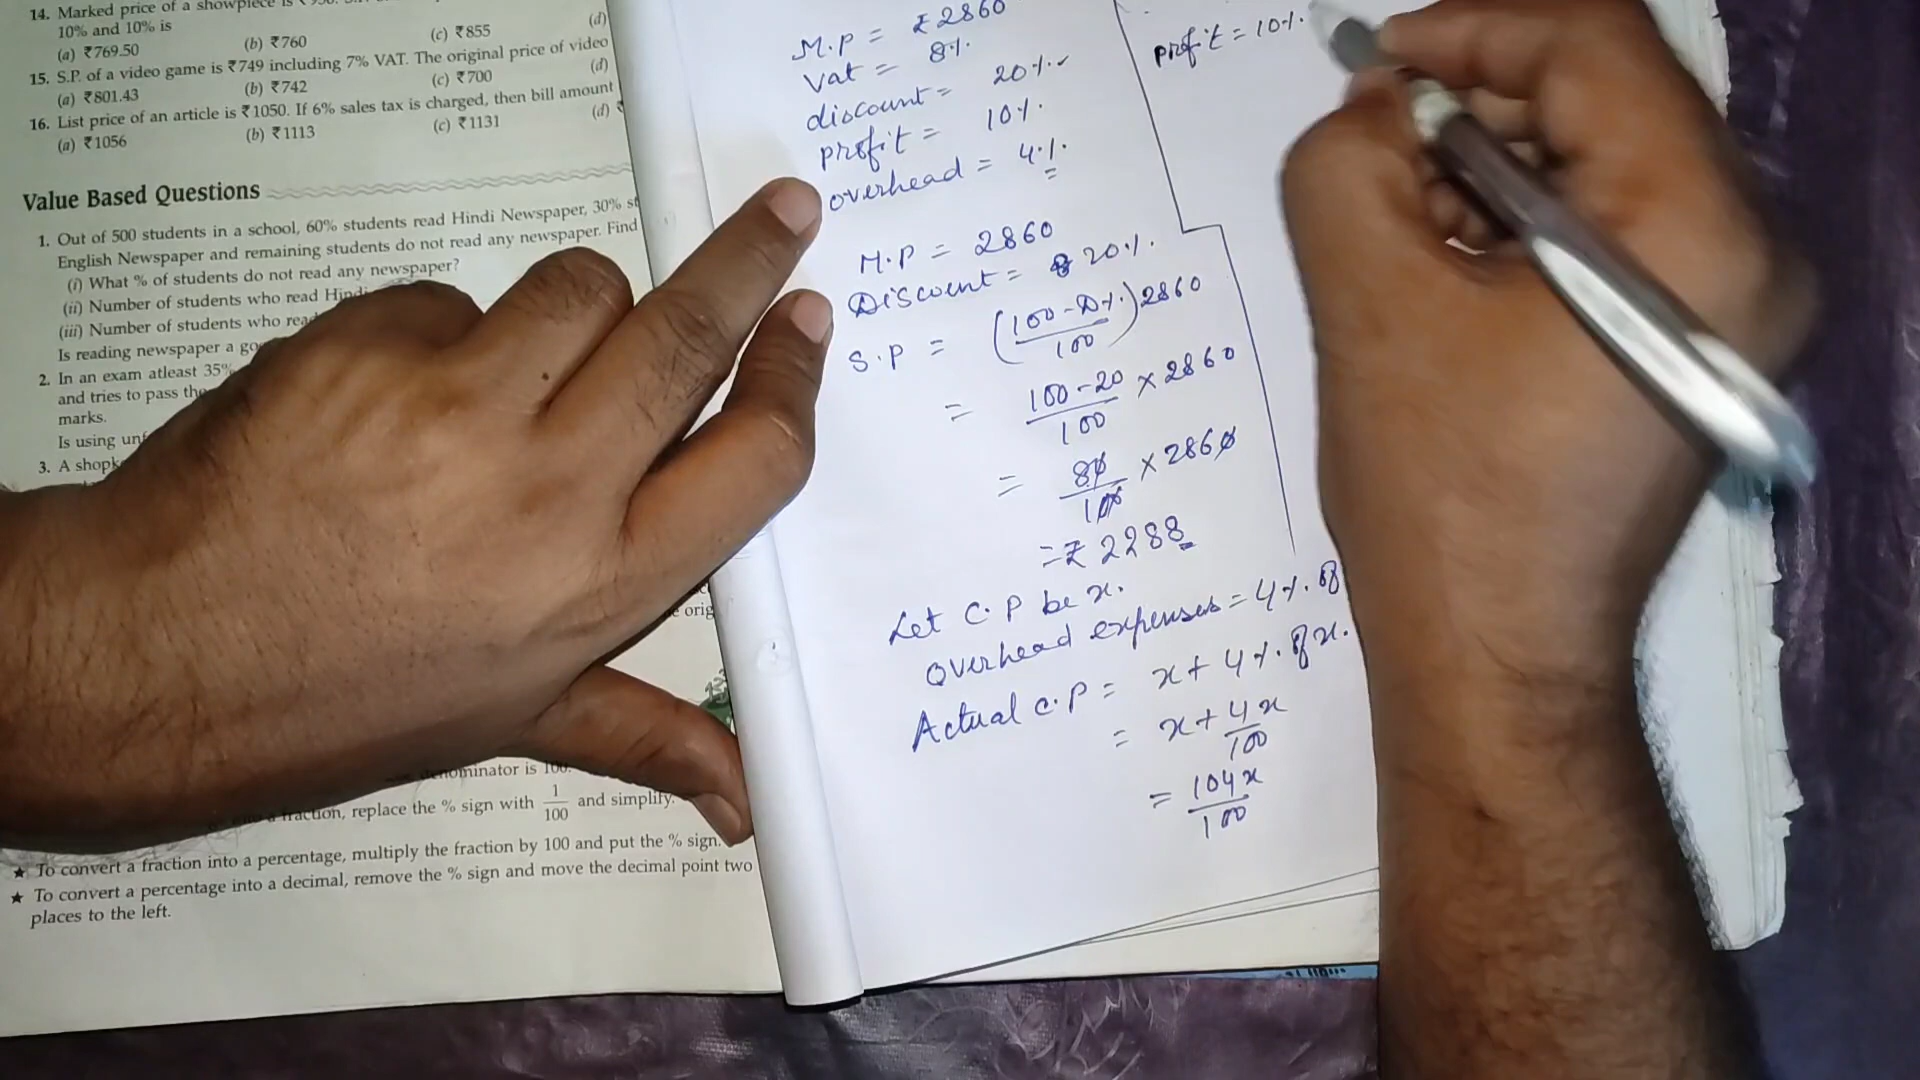 14. Marked price of a showpiece is
10% and 10% is
(a) ₹769.50 (b) ₹760 (c) ₹855 (d)
15. S.P. of a video game is ₹749 including 7% VAT. The original price of video
(a) ₹801.43 (b) ₹742 (c) ₹700 (d)
16. List price of an article is ₹1050. If 6% sales tax is charged, then bill amount
(a) ₹1056 (b) ₹1113 (c) ₹1131 (d)
Value Based Questions
1. Out of 500 students in a school, 60% students read Hindi Newspaper, 30% st
English Newspaper and remaining students do not read any newspaper. Find
(i) What % of students do not read any newspaper?
(ii) Number of students who read Hindi
(iii) Number of students who read
Is reading newspaper a go
2. In an exam atleast 35%
and tries to pass the
marks.
Is using unf
3. A shopk
e orig
denominator is 100.
a fraction, replace the % sign with 1/100 and simplify.
★ To convert a fraction into a percentage, multiply the fraction by 100 and put the % sign.
★ To convert a percentage into a decimal, remove the % sign and move the decimal point two
places to the left.
M.P = ₹2860
Vat = 8%
discount = 20%
profit = 10%.
overhead = 4%.
M.P = 2860
Discount = 20%.
S.P = (100-D%/100) 2860
= 100-20/100 × 2860
= 80/100 × 2860
= ₹ 2288
Let C.P be x.
overhead expenses = 4% of
Actual C.P = x + 4% of x.
= x + 4x/100
= 104x/100
profit = 10%.